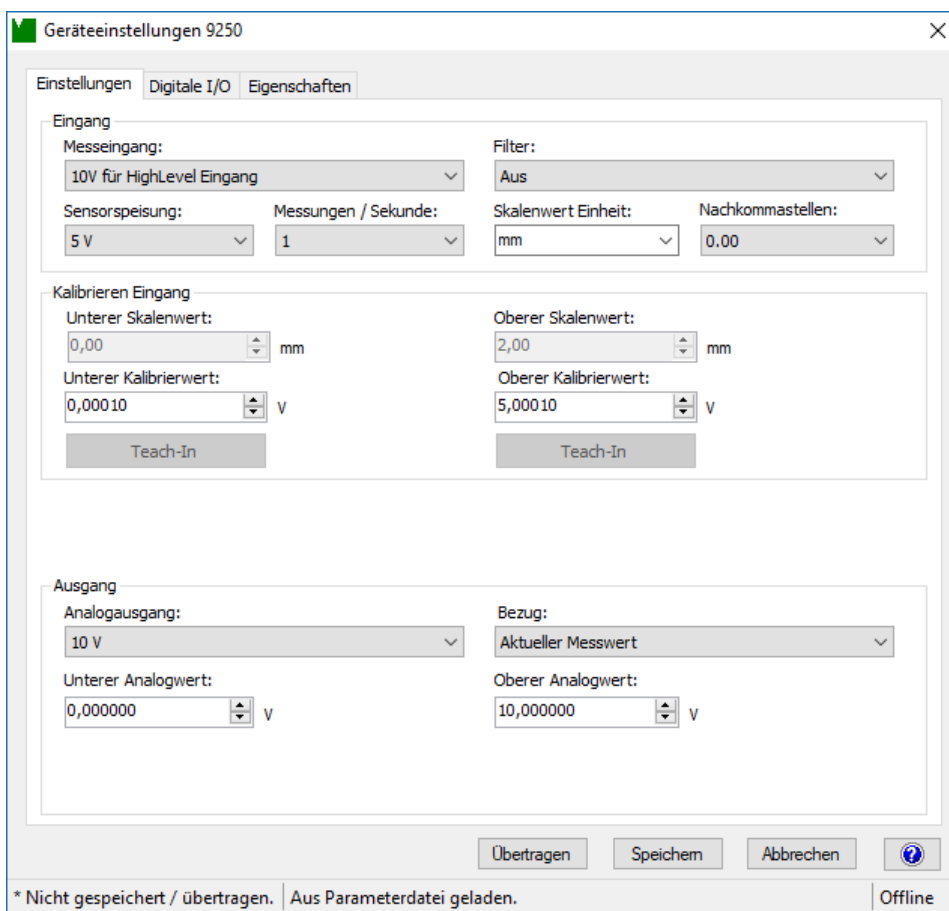 Geräteeinstellungen 9250
Einstellungen Digitale I/O Eigenschaften
Eingang
Messeingang: Filter:
10V für HighLevel Eingang Aus
Sensorspeisung: Messungen / Sekunde: Skalenwert Einheit: Nachkommastellen:
5 V 1 mm 0.00
Kalibrieren Eingang
Unterer Skalenwert: Oberer Skalenwert:
0,00 mm 2,00 mm
Unterer Kalibrierwert: Oberer Kalibrierwert:
0,00010 V 5,00010 V
Teach-In Teach-In
Ausgang
Analogausgang: Bezug:
10 V Aktueller Messwert
Unterer Analogwert: Oberer Analogwert:
0,000000 V 10,000000 V
Übertragen Speichern Abbrechen ?
* Nicht gespeichert / übertragen. Aus Parameterdatei geladen. Offline